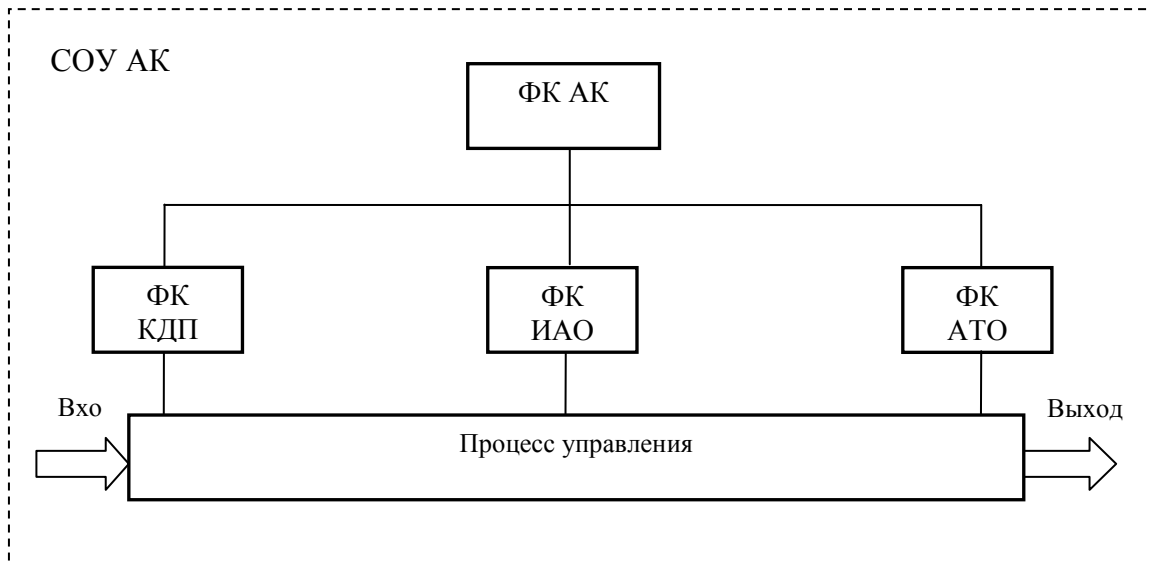 СОУ АК
ФК АК
ФК
КДП
ФК
ИАО
ФК
АТО
Вхо
Выход
Процесс управления